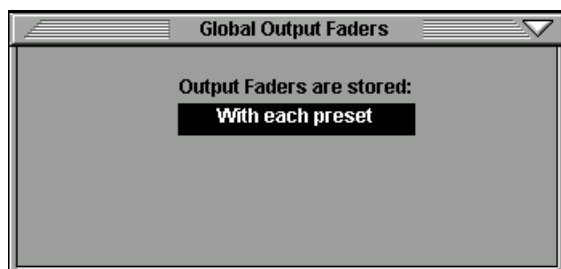 Global Output Faders
Output Faders are stored:
With each preset